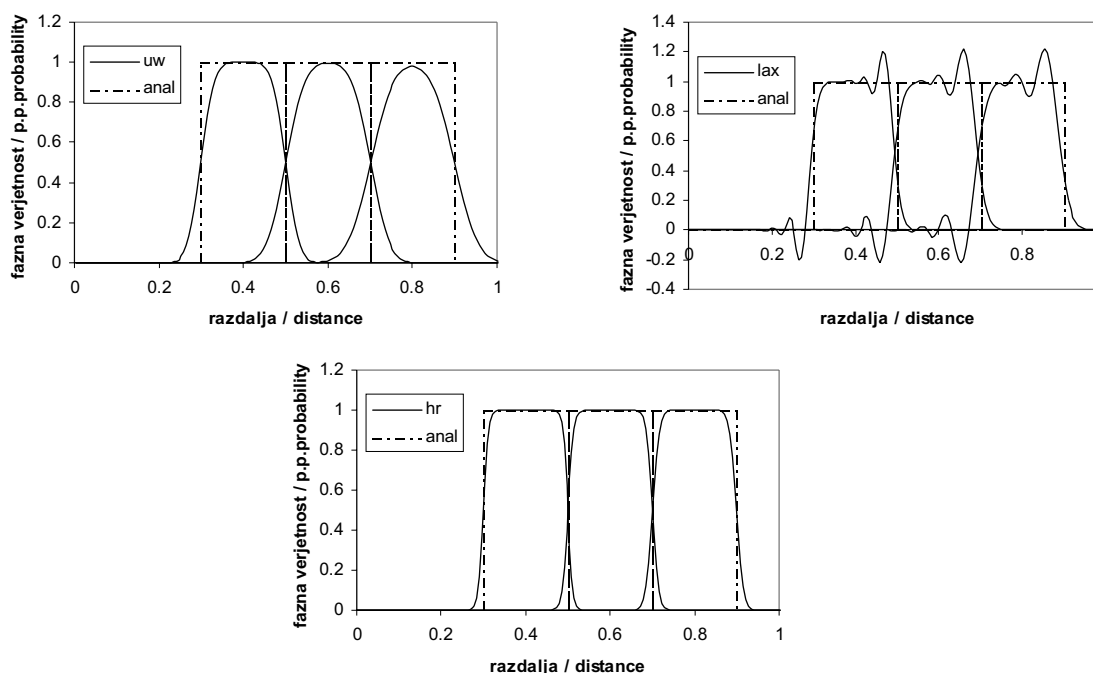 fazna verjetnost / p.p.probability
1.2
1
0.8
0.6
0.4
0.2
0
uw
anal
0 0.2 0.4 0.6 0.8 1
razdalja / distance
fazna verjetnost / p.p.probability
1.4
1.2
1
0.8
0.6
0.4
0.2
0
-0.2
-0.4
lax
anal
0 0.2 0.4 0.6 0.8
razdalja / distance
fazna verjetnost / p.p.probability
1.2
1
0.8
0.6
0.4
0.2
0
hr
anal
0 0.2 0.4 0.6 0.8 1
razdalja / distance